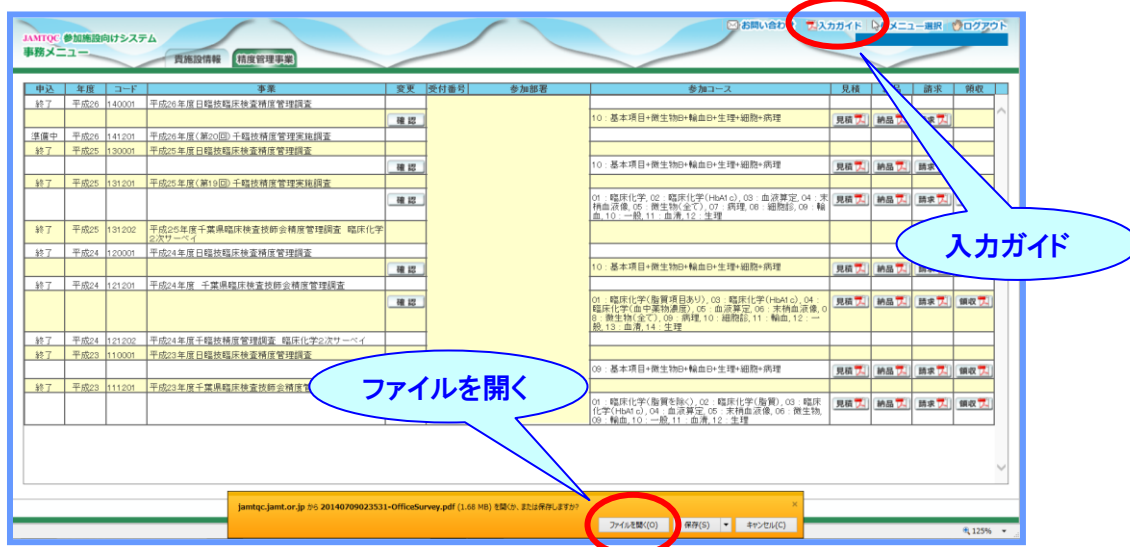 JAMTQC 参加施設向けシステム
お問い合わせ 入力ガイド メニュー選択 ログアウト
事務メニュー
貴施設情報 精度管理事業
申込 年度 コード 事業 変更 受付番号 参加部署 参加コース 見積 請求 領収
終了 平成26 140001 平成26年度日臨技臨床検査精度管理調査
確認 10：基本項目+微生物B+輸血B+生理+細胞+病理 見積 納品 請求
準備中 平成26 141201 平成26年度(第20回)千臨技精度管理実施調査
終了 平成25 130001 平成25年度日臨技臨床検査精度管理調査
10：基本項目+微生物B+輸血B+生理+細胞+病理 見積 納品 請求
終了 平成25 131201 平成25年度(第19回)千臨技精度管理実施調査
確認 01：臨床化学, 02：臨床化学(HbA1c), 03：血液算定, 04：末
梢血液像, 05：微生物(全て), 07：病理, 08：細胞診, 09：輸
血, 10：一般, 11：血清, 12：生理
見積 納品 請求
終了 平成25 131202 平成25年度千葉県臨床検査技師会精度管理調査 臨床化学
2次サーベイ
入力ガイド
終了 平成24 120001 平成24年度日臨技臨床検査精度管理調査
確認 10：基本項目+微生物B+輸血B+生理+細胞+病理 見積 納品 請求
終了 平成24 121201 平成24年度 千葉県臨床検査技師会精度管理調査
確認 01：臨床化学(脂質項目あり), 03：臨床化学(HbA1c), 04：
臨床化学(血中薬物濃度), 05：血液算定, 06：末梢血液像, 0
8：微生物(全て), 09：病理, 10：細胞診, 11：輸血, 12：一
般, 13：血清, 14：生理
見積 納品 請求 領収
終了 平成24 121202 平成24年度千臨技精度管理調査 臨床化学2次サーベイ
終了 平成23 110001 平成23年度日臨技臨床検査精度管理調査
09：基本項目+微生物B+輸血B+生理+細胞+病理 見積 納品 請求 領収
終了 平成23 111201 平成23年度千葉県臨床検査技師会精度
ファイルを開く
01：臨床化学(脂質を除く), 02：臨床化学(脂質), 03：臨床
化学(HbA1c), 04：血液算定, 05：末梢血液像, 06：微生物,
09：輸血, 10：一般, 11：血清, 12：生理
見積 納品 請求 領収
jamtqc.jamt.or.jp から 20140709023531-OfficeSurvey.pdf (1.68 MB) を開くか、または保存しますか?
ファイルを開く(O) 保存(S) キャンセル(C)
125%